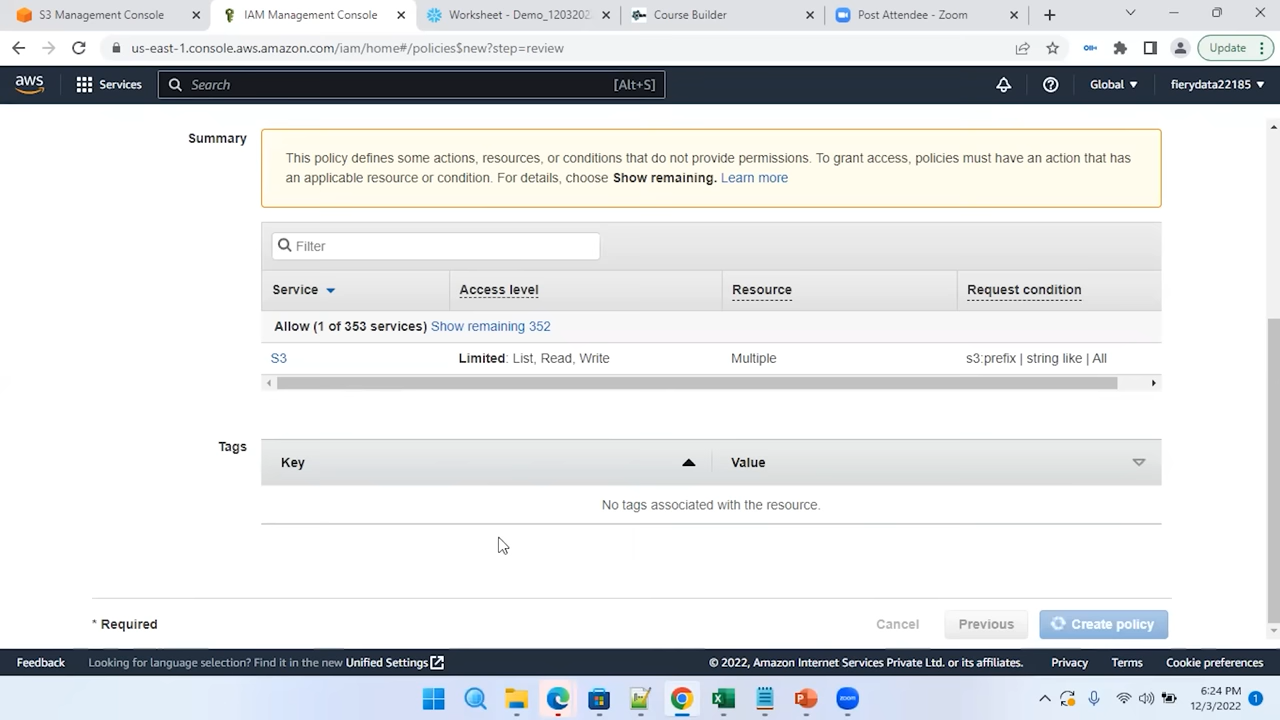 S3 Management Console
IAM Management Console
Worksheet - Demo_1203202
Course Builder
Post Attendee - Zoom
us-east-1.console.aws.amazon.com/iam/home#/policies$new?step=review
Update
aws
Services
Search
[Alt+S]
Global
fierydata22185
Summary
This policy defines some actions, resources, or conditions that do not provide permissions. To grant access, policies must have an action that has
an applicable resource or condition. For details, choose Show remaining. Learn more
Filter
Service
Access level
Resource
Request condition
Allow (1 of 353 services) Show remaining 352
S3
Limited: List, Read, Write
Multiple
s3:prefix | string like | All
Tags
Key
Value
No tags associated with the resource.
* Required
Cancel
Previous
Create policy
Feedback
Looking for language selection? Find it in the new Unified Settings
© 2022, Amazon Internet Services Private Ltd. or its affiliates.
Privacy
Terms
Cookie preferences
zoom
6:24 PM
12/3/2022
1